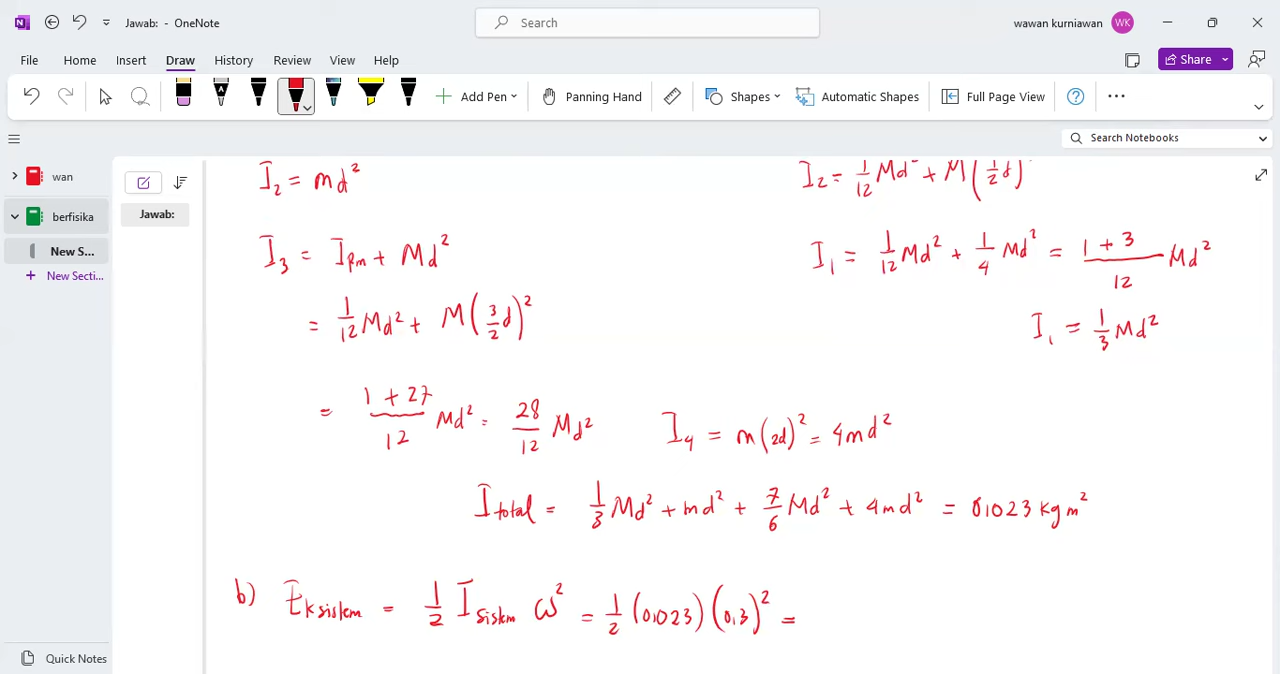 Jawab: - OneNote
Search
wawan kurniawan
WK
File Home Insert Draw History Review View Help
Share
Add Pen
Panning Hand
Shapes
Automatic Shapes
Full Page View
Search Notebooks
wan
berfisika
New S...
New Secti...
Jawab:
I₂ = md²
I₂ = 1/12 Md² + M(1/2 d)²
I₃ = Ipm + Md²
I₁ = 1/12 Md² + 1/4 Md² = (1 + 3)/12 Md²
= 1/12 Md² + M(3/2 d)²
I₁ = 1/3 Md²
= (1 + 27)/12 Md² = 28/12 Md²
I₄ = m(2d)² = 4md²
Itotal = 1/3 Md² + md² + 7/6 Md² + 4md² = 0,023 kg m²
b) Ek sistem = 1/2 I sistem ω² = 1/2 (0,023)(0,3)² =
Quick Notes